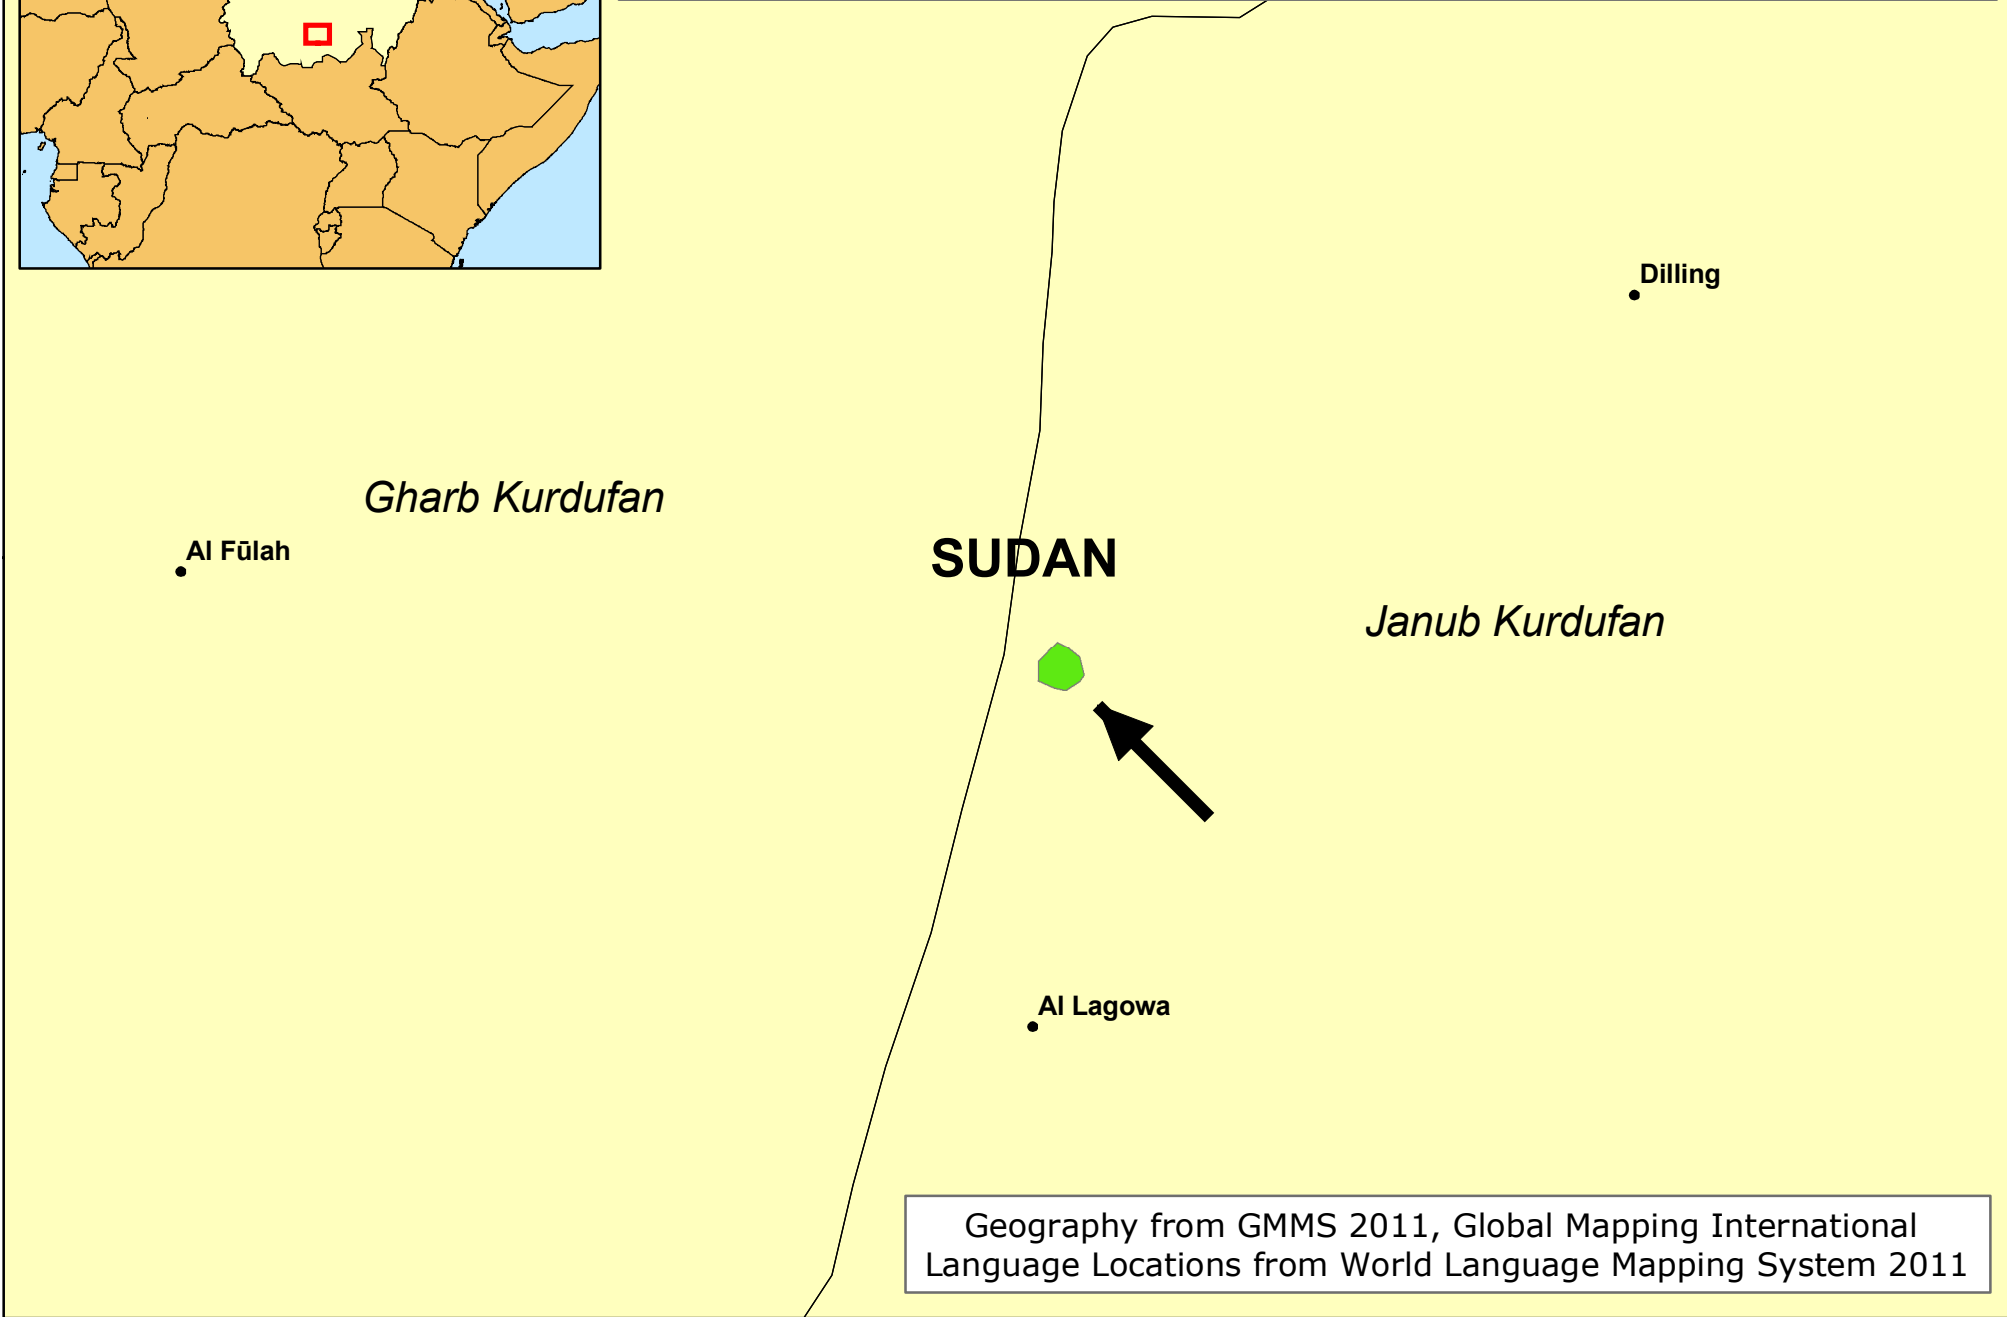 Dilling
Gharb Kurdufan
Al Fūlah
SUDAN
Janub Kurdufan
Al Lagowa
Geography from GMMS 2011, Global Mapping International
Language Locations from World Language Mapping System 2011